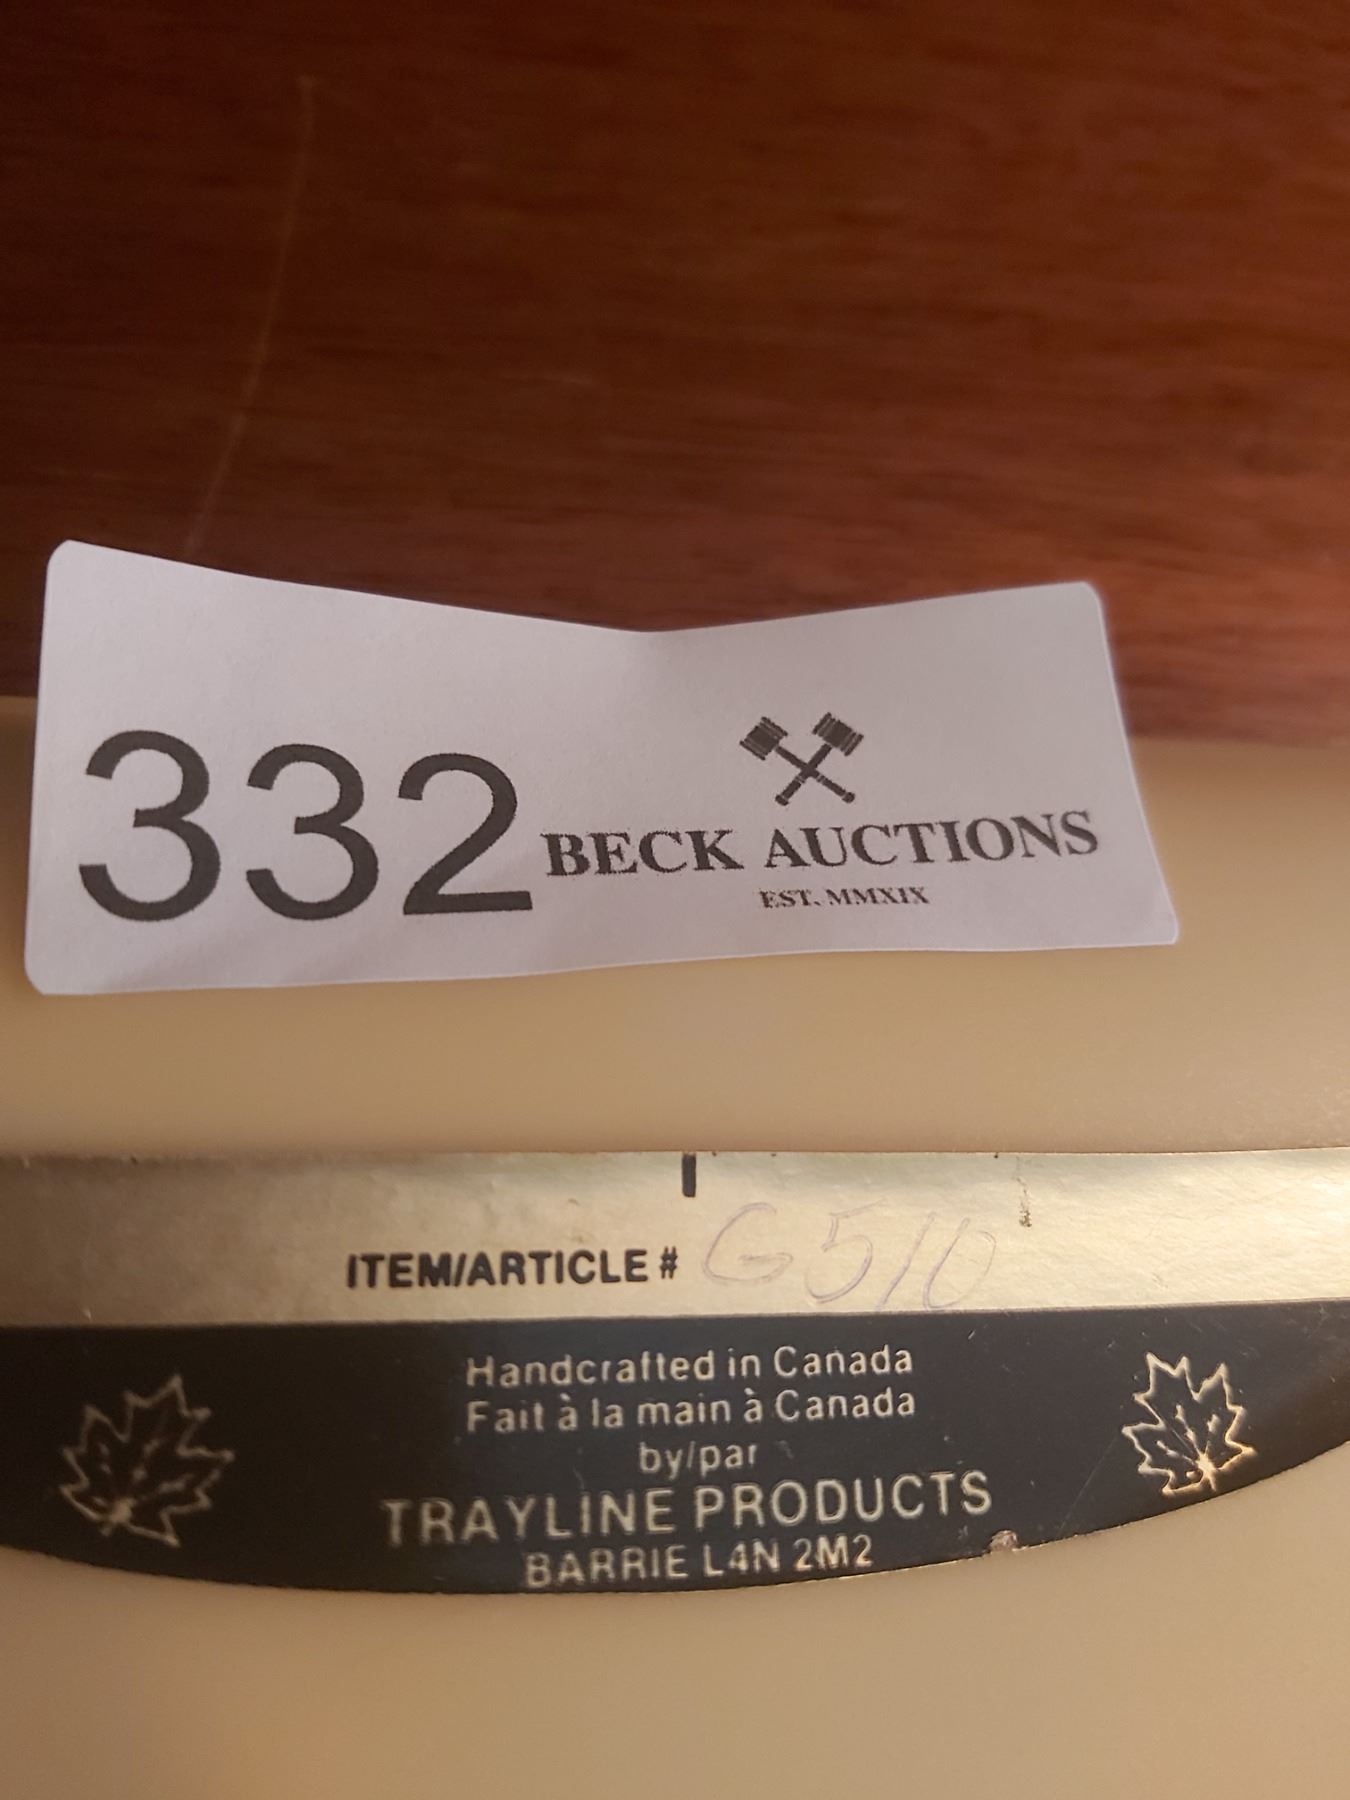 332
BECK AUCTIONS
EST. MMXIX
ITEM/ARTICLE # G510
Handcrafted in Canada
Fait à la main à Canada
by/par
TRAYLINE PRODUCTS
BARRIE L4N 2M2